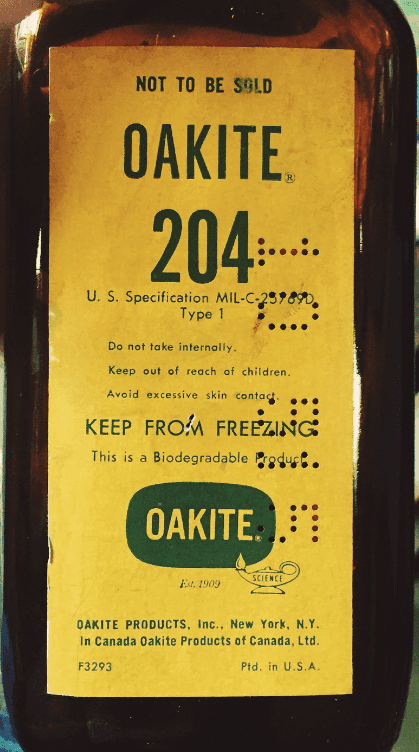 NOT TO BE SOLD
OAKITE®
204
U. S. Specification MIL-C-25769D
Type 1
Do not take internally.
Keep out of reach of children.
Avoid excessive skin contact.
KEEP FROM FREEZING
This is a Biodegradable Product
OAKITE®
SCIENCE
Est. 1909
OAKITE PRODUCTS, Inc., New York, N.Y.
In Canada Oakite Products of Canada, Ltd.
F3293 Ptd. in U.S.A.